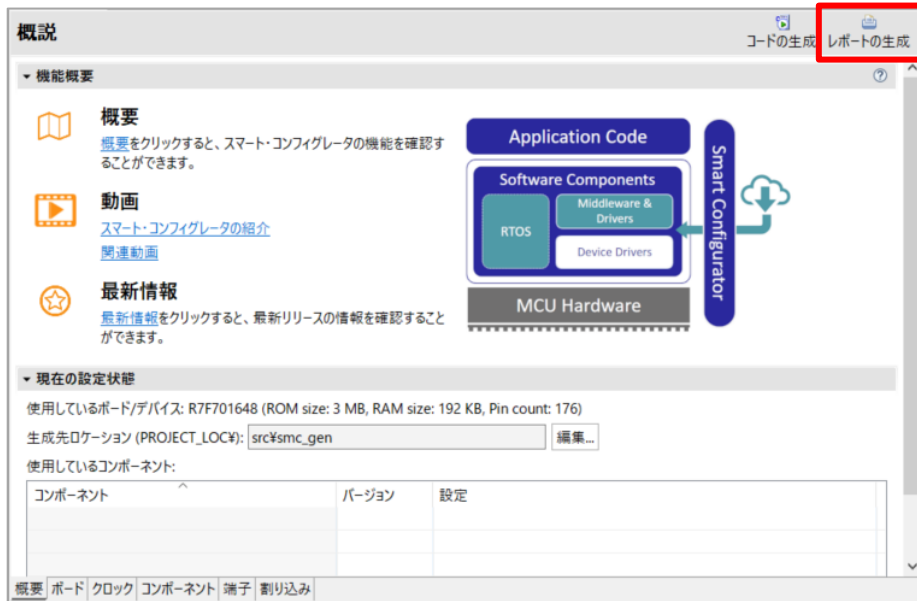 概説
コードの生成
レポートの生成
機能概要
概要
概要をクリックすると、スマート・コンフィグレータの機能を確認す
ることができます。
動画
スマート・コンフィグレータの紹介
関連動画
最新情報
最新情報をクリックすると、最新リリースの情報を確認すること
ができます。
Application Code
Software Components
RTOS
Middleware &
Drivers
Device Drivers
MCU Hardware
Smart Configurator
現在の設定状態
使用しているボード/デバイス: R7F701648 (ROM size: 3 MB, RAM size: 192 KB, Pin count: 176)
生成先ロケーション (PROJECT_LOC¥): src¥smc_gen 編集...
使用しているコンポーネント:
コンポーネント バージョン 設定
概要 ボード クロック コンポーネント 端子 割り込み